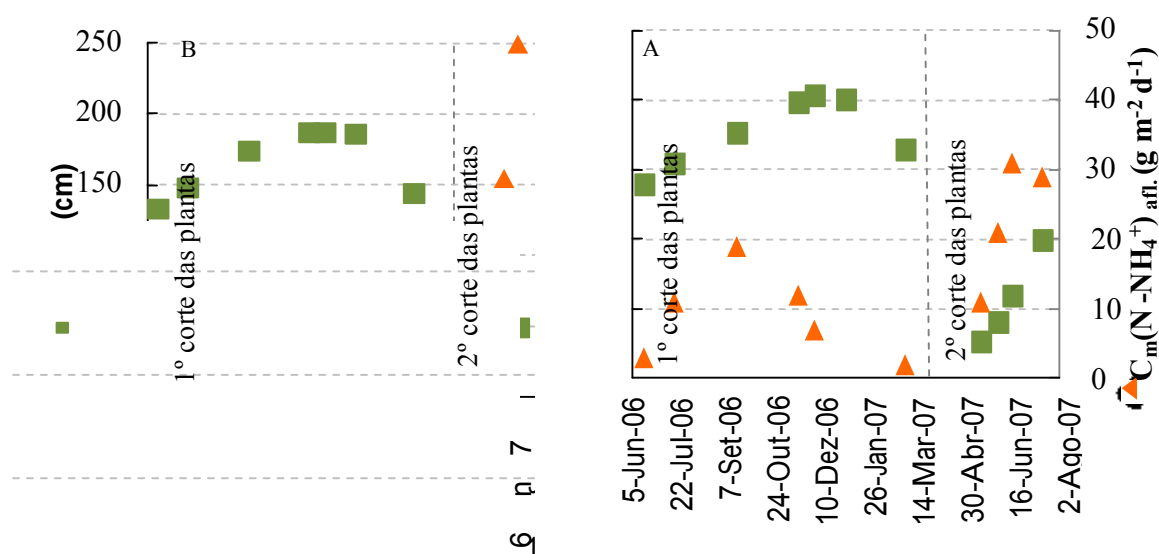 250
B
200
150
(cm)
1º corte das plantas
2º corte das plantas
7
6
A
50
40
30
20
10
0
1º corte das plantas
2º corte das plantas
Cm(N -NH4+) afl. (g m-2 d-1)
5-Jun-06
22-Jul-06
7-Set-06
24-Out-06
10-Dez-06
26-Jan-07
14-Mar-07
30-Abr-07
16-Jun-07
2-Ago-07